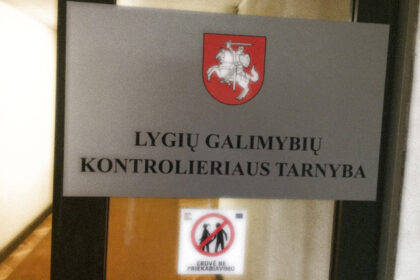 LYGIŲ GALIMYBIŲ
KONTROLIERIAUS TARNYBA
ERDVĖ BE
PRIEKABIAVIMO